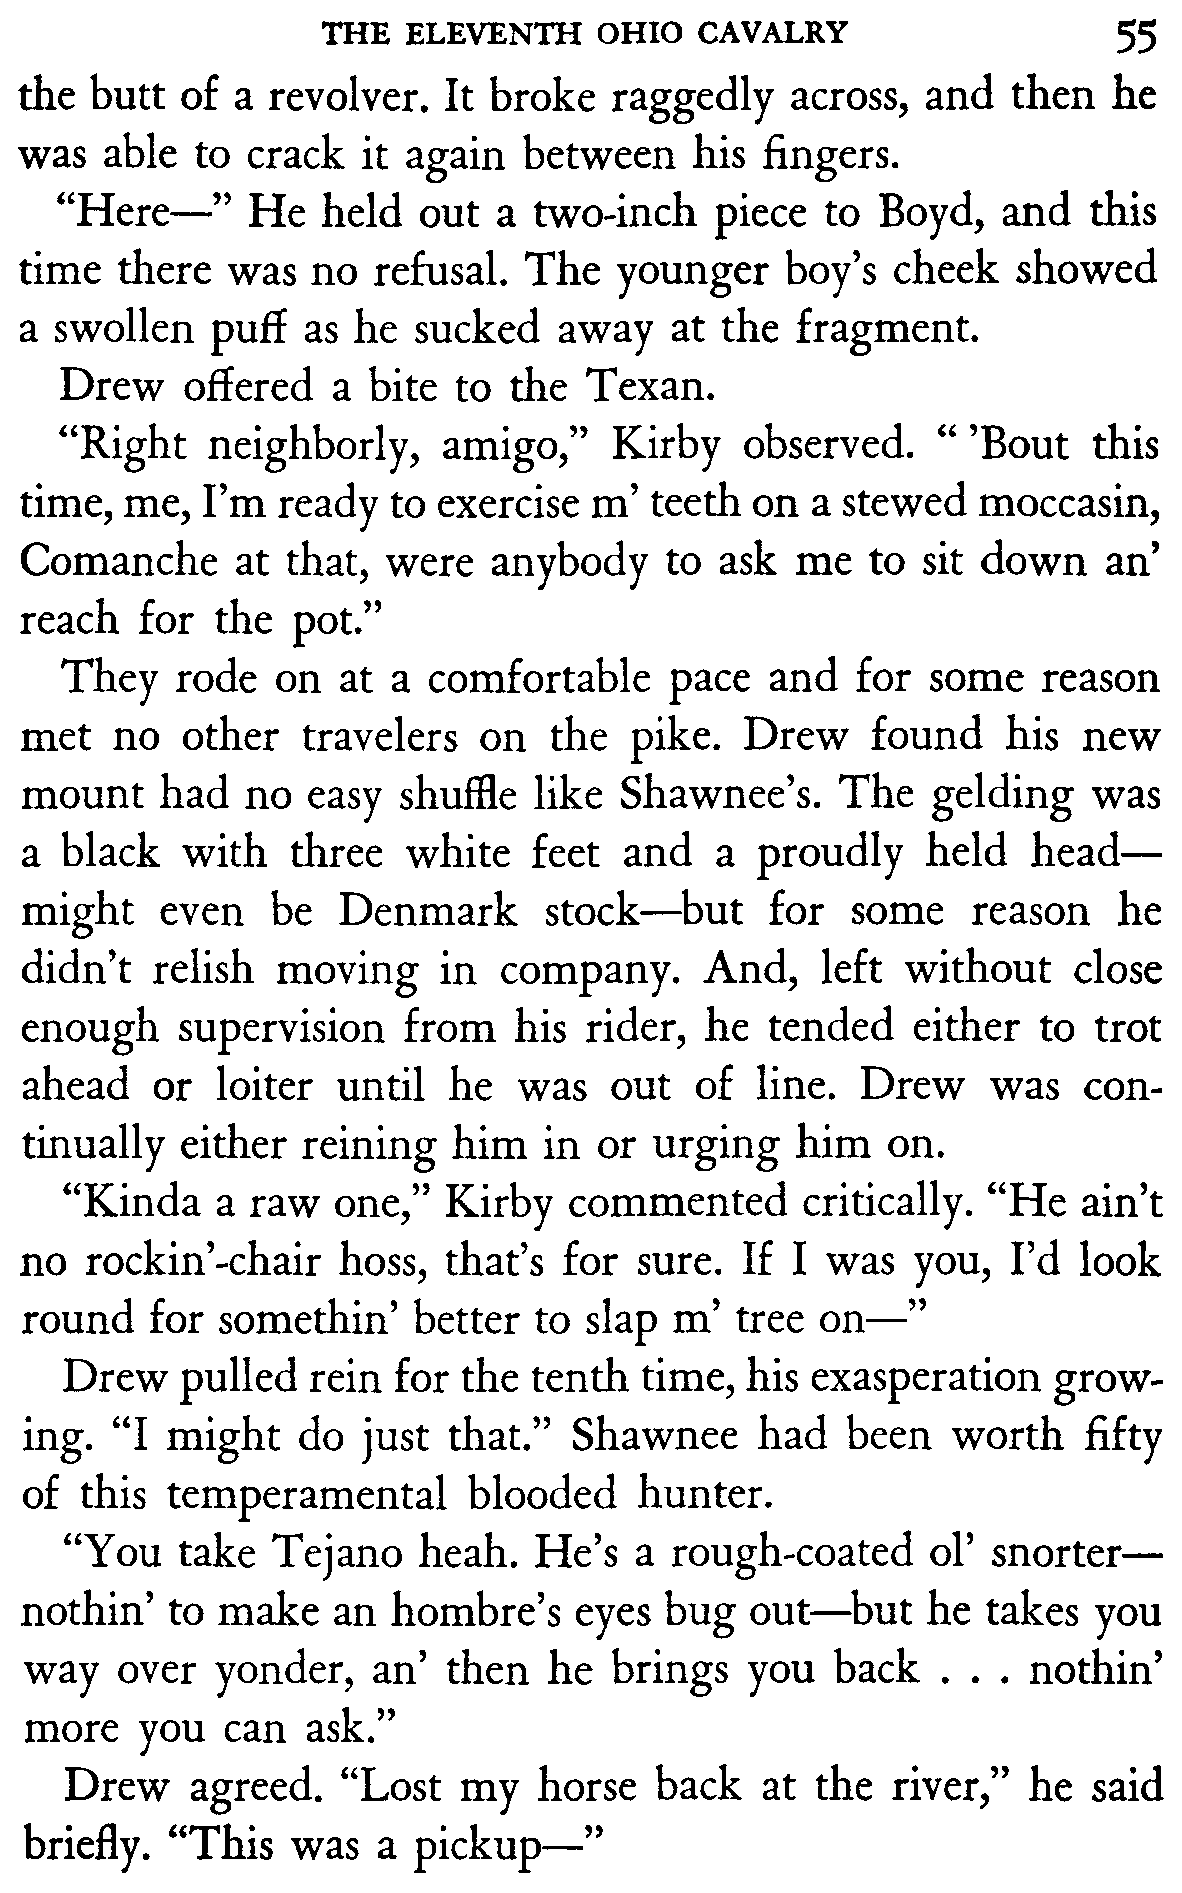 THE ELEVENTH OHIO CAVALRY 55
the butt of a revolver. It broke raggedly across, and then he
was able to crack it again between his fingers.
“Here—” He held out a two-inch piece to Boyd, and this
time there was no refusal. The younger boy’s cheek showed
a swollen puff as he sucked away at the fragment.
Drew offered a bite to the Texan.
“Right neighborly, amigo,” Kirby observed. “ ’Bout this
time, me, I’m ready to exercise m’ teeth on a stewed moccasin,
Comanche at that, were anybody to ask me to sit down an’
reach for the pot.”
They rode on at a comfortable pace and for some reason
met no other travelers on the pike. Drew found his new
mount had no easy shuffle like Shawnee’s. The gelding was
a black with three white feet and a proudly held head—
might even be Denmark stock—but for some reason he
didn’t relish moving in company. And, left without close
enough supervision from his rider, he tended either to trot
ahead or loiter until he was out of line. Drew was con-
tinually either reining him in or urging him on.
“Kinda a raw one,” Kirby commented critically. “He ain’t
no rockin’-chair hoss, that’s for sure. If I was you, I’d look
round for somethin’ better to slap m’ tree on—”
Drew pulled rein for the tenth time, his exasperation grow-
ing. “I might do just that.” Shawnee had been worth fifty
of this temperamental blooded hunter.
“You take Tejano heah. He’s a rough-coated ol’ snorter—
nothin’ to make an hombre’s eyes bug out—but he takes you
way over yonder, an’ then he brings you back . . . nothin’
more you can ask.”
Drew agreed. “Lost my horse back at the river,” he said
briefly. “This was a pickup—”